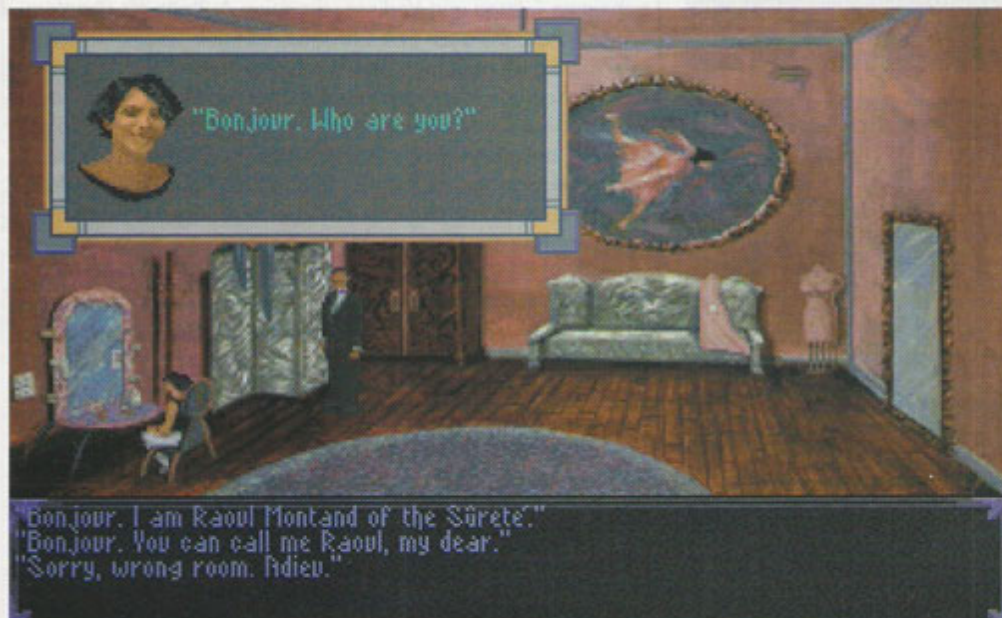 "Bonjour. Who are you?"
"Bonjour. I am Raoul Montand of the Sûreté."
"Bonjour. You can call me Raoul, my dear."
"Sorry, wrong room. Adieu."